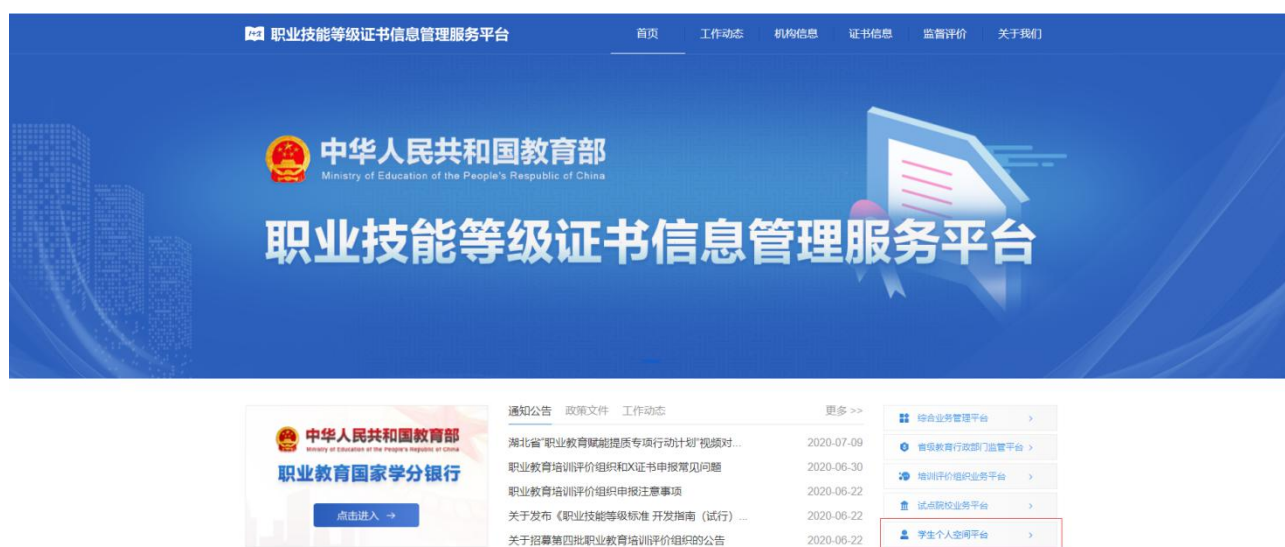 1+X 职业技能等级证书信息管理服务平台
首页 工作动态 机构信息 证书信息 监督评价 关于我们
中华人民共和国教育部
Ministry of Education of the People's Respublic of China
职业技能等级证书信息管理服务平台
中华人民共和国教育部
Ministry of Education of the People's Respublic of China
职业教育国家学分银行
点击进入 →
通知公告 政策文件 工作动态 更多 >>
湖北省“职业教育赋能提质专项行动计划”视频对... 2020-07-09
职业教育培训评价组织和X证书申报常见问题 2020-06-30
职业教育培训评价组织申报注意事项 2020-06-22
关于发布《职业技能等级标准 开发指南（试行）... 2020-06-22
关于招募第四批职业教育培训评价组织的公告 2020-06-22
综合业务管理平台 >
省级教育行政部门监管平台 >
培训评价组织业务平台 >
试点院校业务平台 >
学生个人空间平台 >